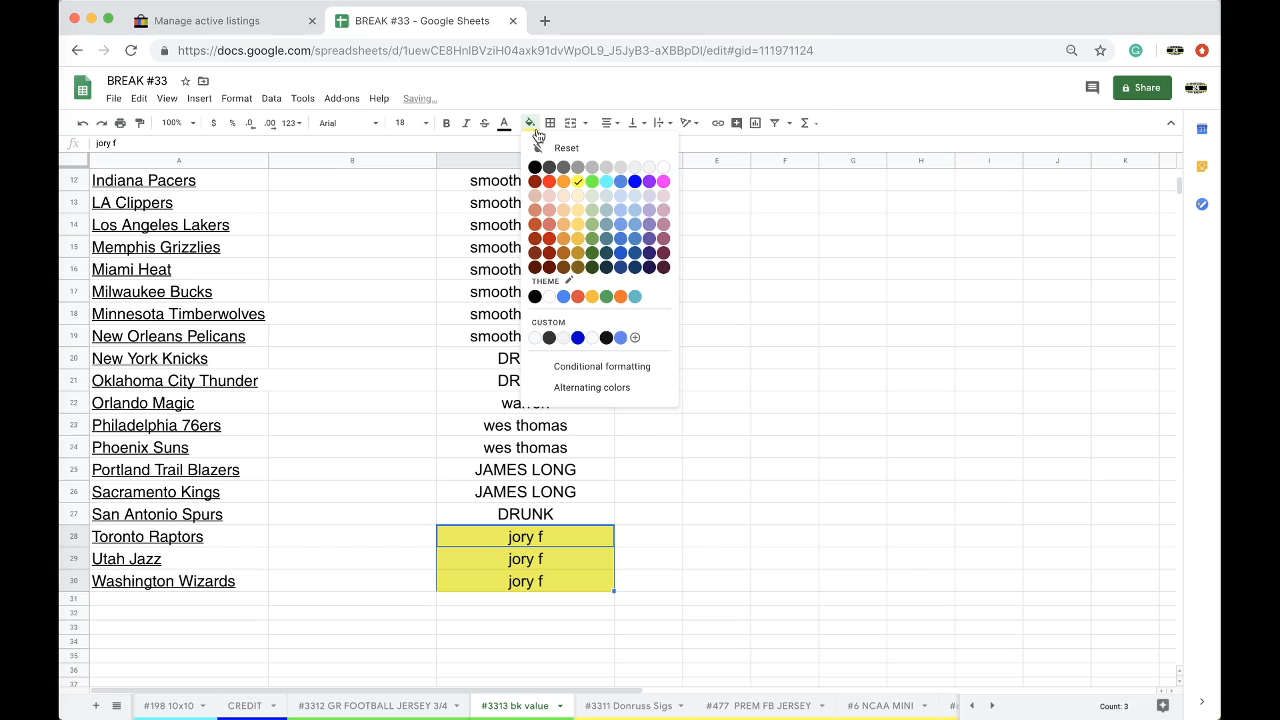 Manage active listings
BREAK #33 - Google Sheets
https://docs.google.com/spreadsheets/d/1uewCE8HnIBVziH04axk91dvWpOL9_J5JyB3-aXBBpDI/edit#gid=111971124
BREAK #33
File Edit View Insert Format Data Tools Add-ons Help Saving...
Share
100% $ % .0 .00 123 Arial 18 B I S A
fx jory f
Reset
A B E F G H I J K
12 Indiana Pacers smooth
13 LA Clippers smooth
14 Los Angeles Lakers smooth
15 Memphis Grizzlies smooth
16 Miami Heat smooth
17 Milwaukee Bucks smooth
THEME
18 Minnesota Timberwolves smooth
CUSTOM
19 New Orleans Pelicans smooth
20 New York Knicks DR
Conditional formatting
21 Oklahoma City Thunder DR
Alternating colors
22 Orlando Magic warren
23 Philadelphia 76ers wes thomas
24 Phoenix Suns wes thomas
25 Portland Trail Blazers JAMES LONG
26 Sacramento Kings JAMES LONG
27 San Antonio Spurs DRUNK
28 Toronto Raptors jory f
29 Utah Jazz jory f
30 Washington Wizards jory f
31
32
33
34
35
36
37
#198 10x10 CREDIT #3312 GR FOOTBALL JERSEY 3/4 #3313 bk value #3311 Donruss Sigs #477 PREM FB JERSEY #6 NCAA MINI Count: 3